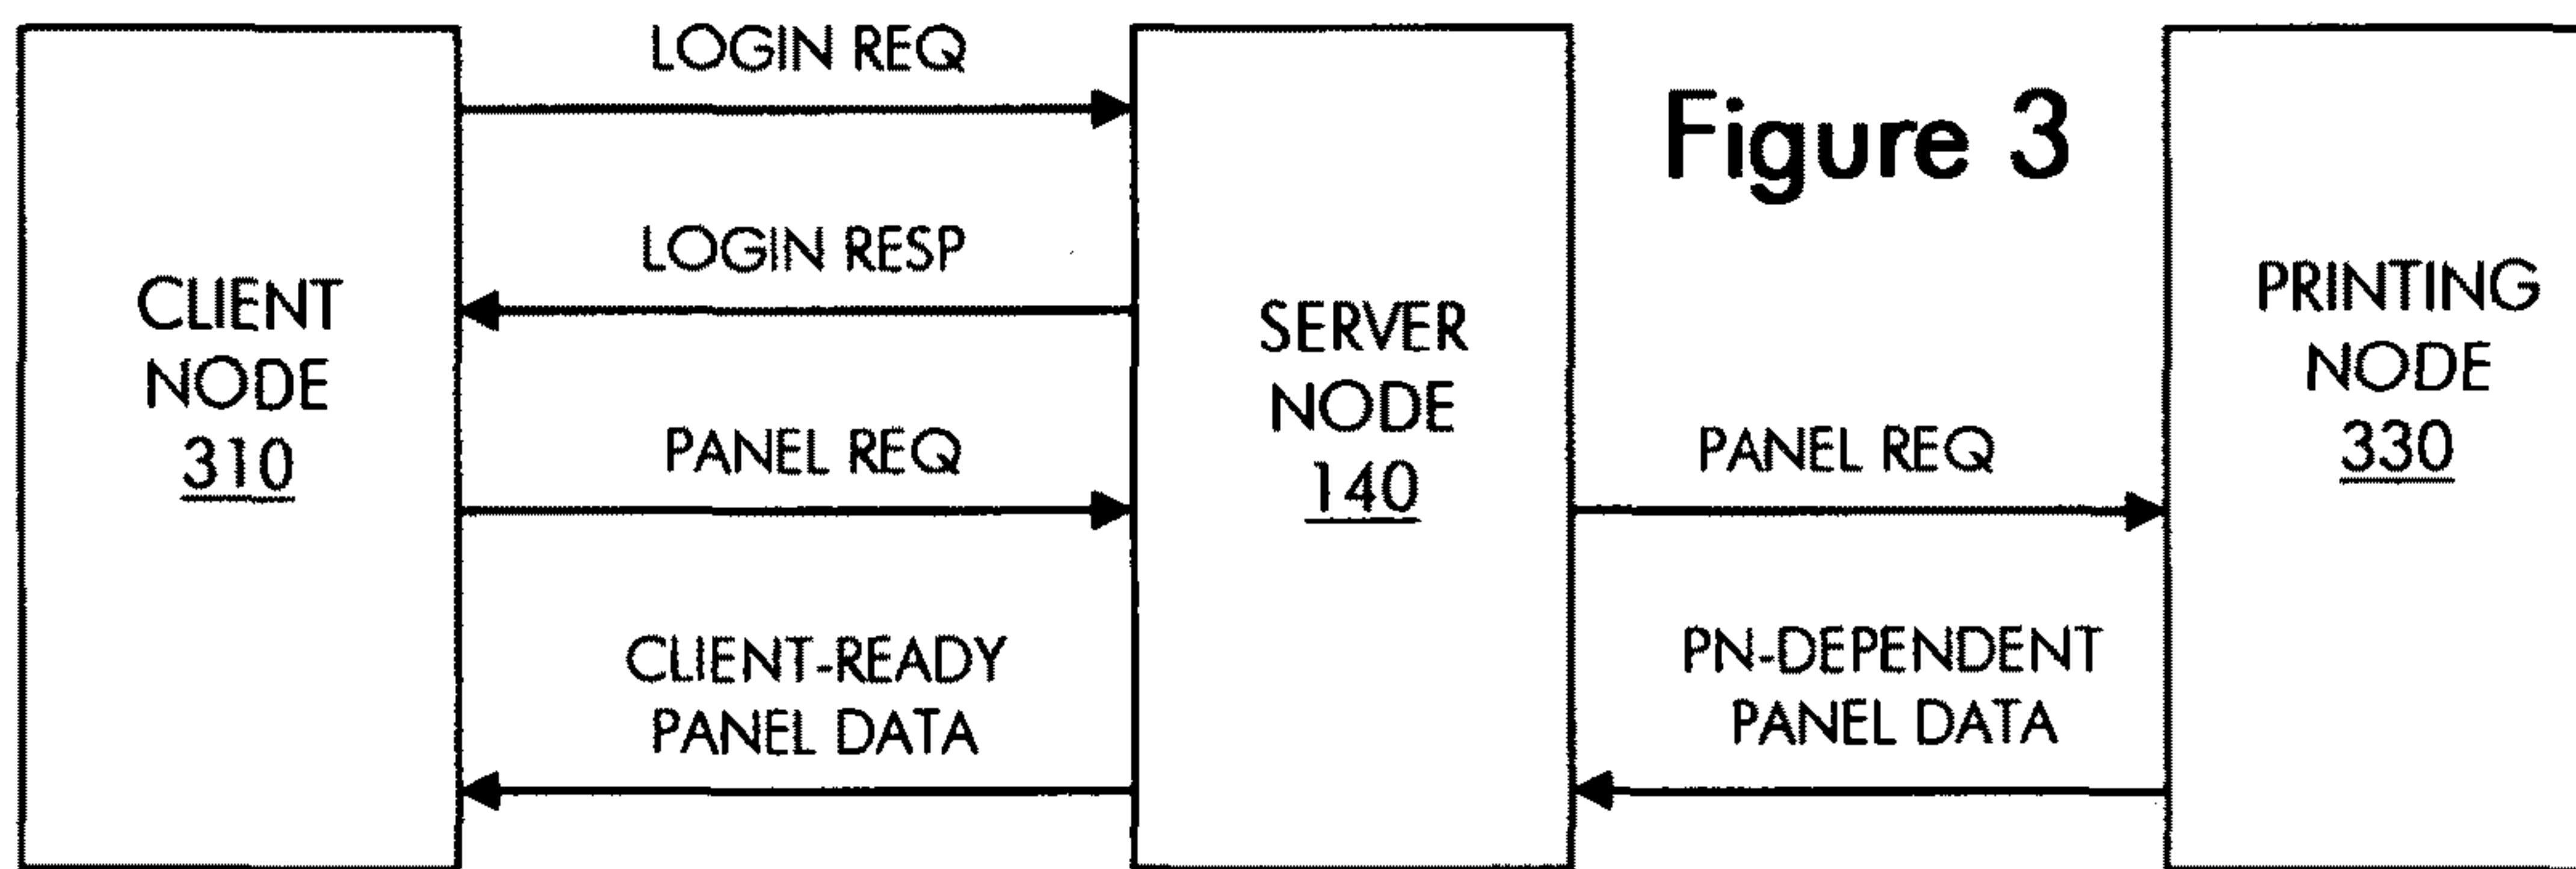 LOGIN REQ
Figure 3
LOGIN RESP
CLIENT
NODE
310
SERVER
NODE
140
PRINTING
NODE
330
PANEL REQ
PANEL REQ
CLIENT-READY
PANEL DATA
PN-DEPENDENT
PANEL DATA